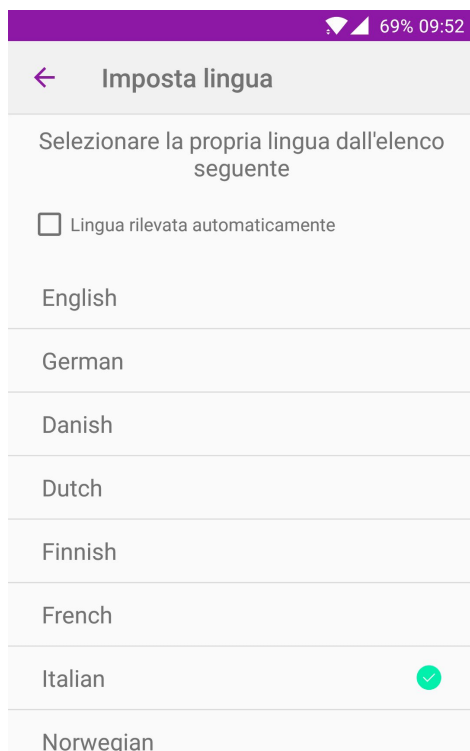 69% 09:52
Imposta lingua
Selezionare la propria lingua dall'elenco
seguente
Lingua rilevata automaticamente
English
German
Danish
Dutch
Finnish
French
Italian
Norwegian